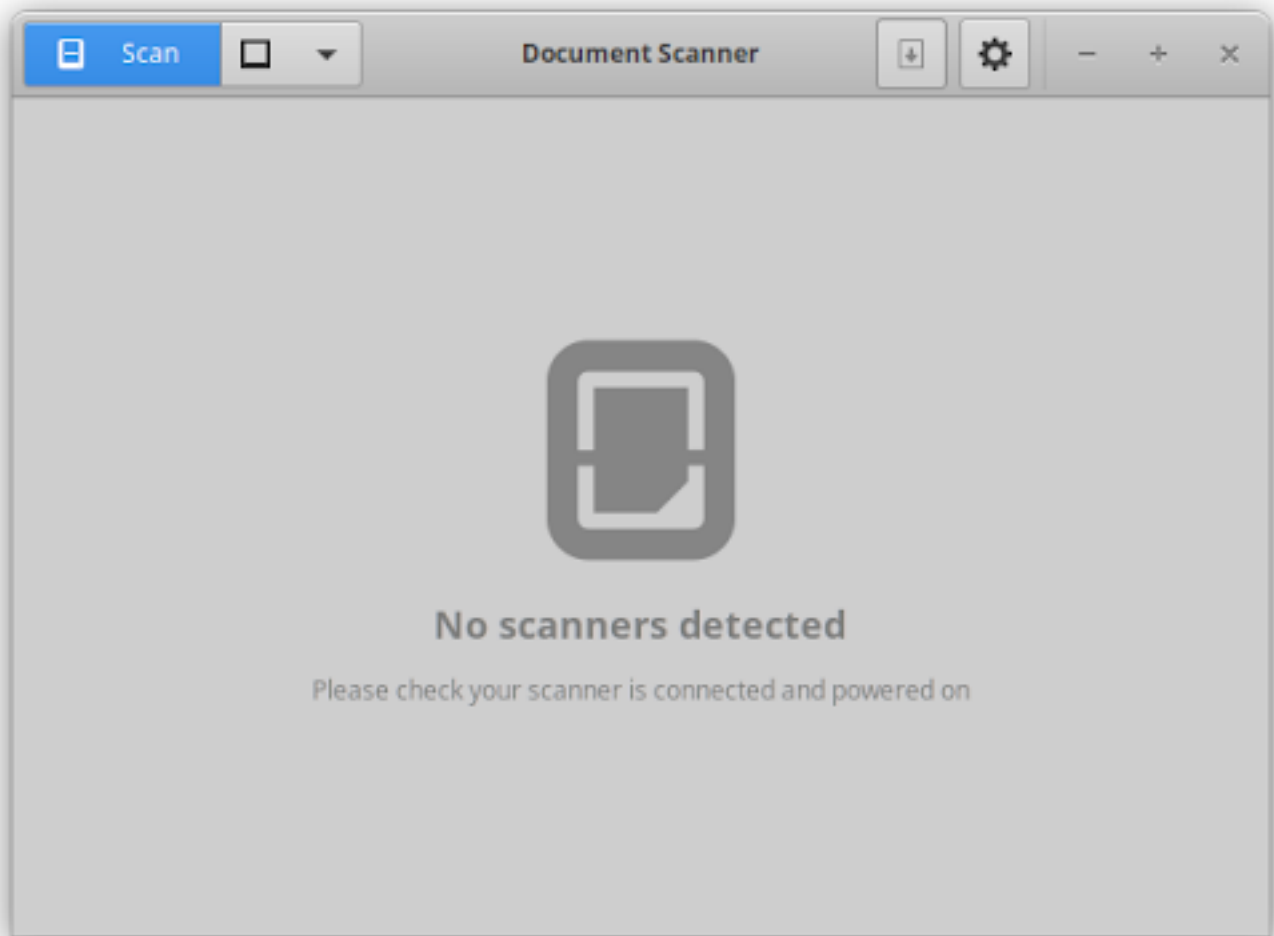 Scan
Document Scanner
No scanners detected
Please check your scanner is connected and powered on